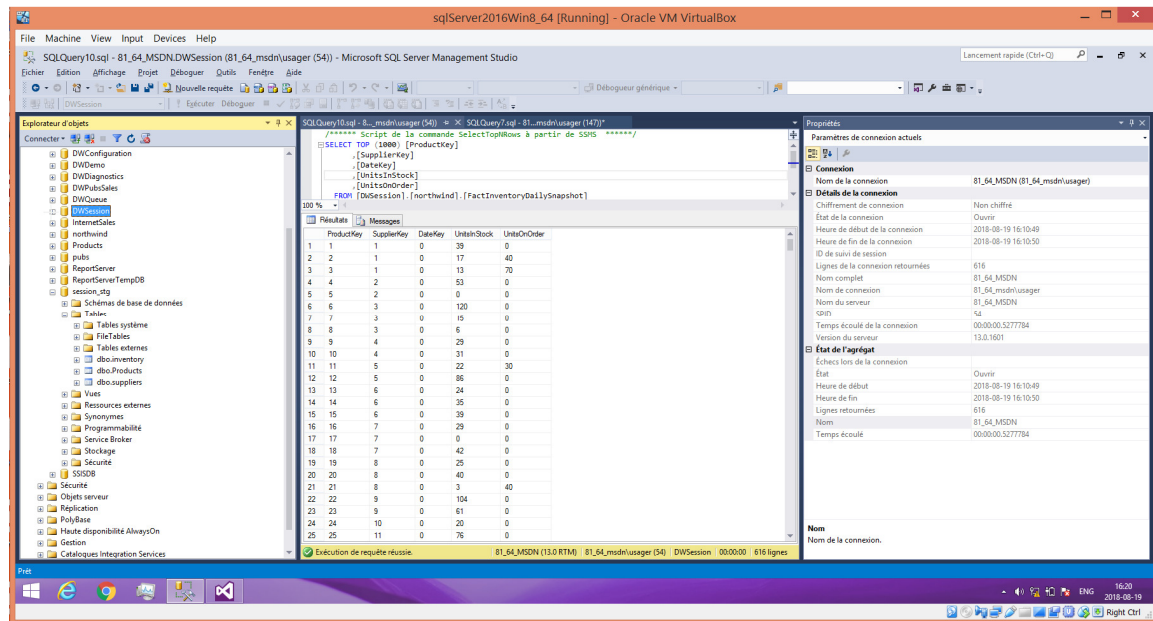 sqlServer2016Win8_64 [Running] - Oracle VM VirtualBox
File Machine View Input Devices Help
SQLQuery10.sql - 81_64_MSDN.DWSession (81_64_msdn\usager (54)) - Microsoft SQL Server Management Studio
Lancement rapide (Ctrl+Q)
Fichier Edition Affichage Projet Déboguer Outils Fenêtre Aide
Nouvelle requête
Débogueur générique
DWSession
Exécuter Déboguer
Explorateur d'objets
Connecter
DWConfiguration
DWDemo
DWDiagnostics
DWPubsSales
DWQueue
DWSession
InternetSales
northwind
Products
pubs
ReportServer
ReportServerTempDB
session_stg
Schémas de base de données
Tables
Tables système
FileTables
Tables externes
dbo.inventory
dbo.Products
dbo.suppliers
Vues
Ressources externes
Synonymes
Programmabilité
Service Broker
Stockage
Sécurité
SSISDB
Sécurité
Objets serveur
Réplication
PolyBase
Haute disponibilité AlwaysOn
Gestion
Catalogues Integration Services
SQLQuery10.sql - 8..._msdn\usager (54))
SQLQuery7.sql - 81...msdn\usager (147))*
/****** Script de la commande SelectTopNRows à partir de SSMS ******/
SELECT TOP (1000) [ProductKey]
,[SupplierKey]
,[DateKey]
,[UnitsInStock]
,[UnitsOnOrder]
FROM [DWSession].[northwind].[FactInventoryDailySnapshot]
100 %
Résultats Messages
ProductKey SupplierKey DateKey UnitsInStock UnitsOnOrder
1 1 1 0 39 0
2 2 1 0 17 40
3 3 1 0 13 70
4 4 2 0 53 0
5 5 2 0 0 0
6 6 3 0 120 0
7 7 3 0 15 0
8 8 3 0 6 0
9 9 4 0 29 0
10 10 4 0 31 0
11 11 5 0 22 30
12 12 5 0 86 0
13 13 6 0 24 0
14 14 6 0 35 0
15 15 6 0 39 0
16 16 7 0 29 0
17 17 7 0 0 0
18 18 7 0 42 0
19 19 8 0 25 0
20 20 8 0 40 0
21 21 8 0 3 40
22 22 9 0 104 0
23 23 9 0 61 0
24 24 10 0 20 0
25 25 11 0 76 0
Exécution de requête réussie.
81_64_MSDN (13.0 RTM) 81_64_msdn\usager (54) DWSession 00:00:00 616 lignes
Propriétés
Paramètres de connexion actuels
Connexion
Nom de la connexion 81_64_MSDN (81_64_msdn\usager)
Détails de la connexion
Chiffrement de connexion Non chiffré
État de la connexion Ouvrir
Heure de début de la connexion 2018-08-19 16:10:49
Heure de fin de la connexion 2018-08-19 16:10:50
ID de suivi de session
Lignes de la connexion retournées 616
Nom complet 81_64_MSDN
Nom de connexion 81_64_msdn\usager
Nom du serveur 81_64_MSDN
SPID 54
Temps écoulé de la connexion 00:00:00.5277784
Version du serveur 13.0.1601
État de l'agrégat
Échecs lors de la connexion
État Ouvrir
Heure de début 2018-08-19 16:10:49
Heure de fin 2018-08-19 16:10:50
Lignes retournées 616
Nom 81_64_MSDN
Temps écoulé 00:00:00.5277784
Nom
Nom de la connexion.
Prêt
ENG
16:20
2018-08-19
Right Ctrl